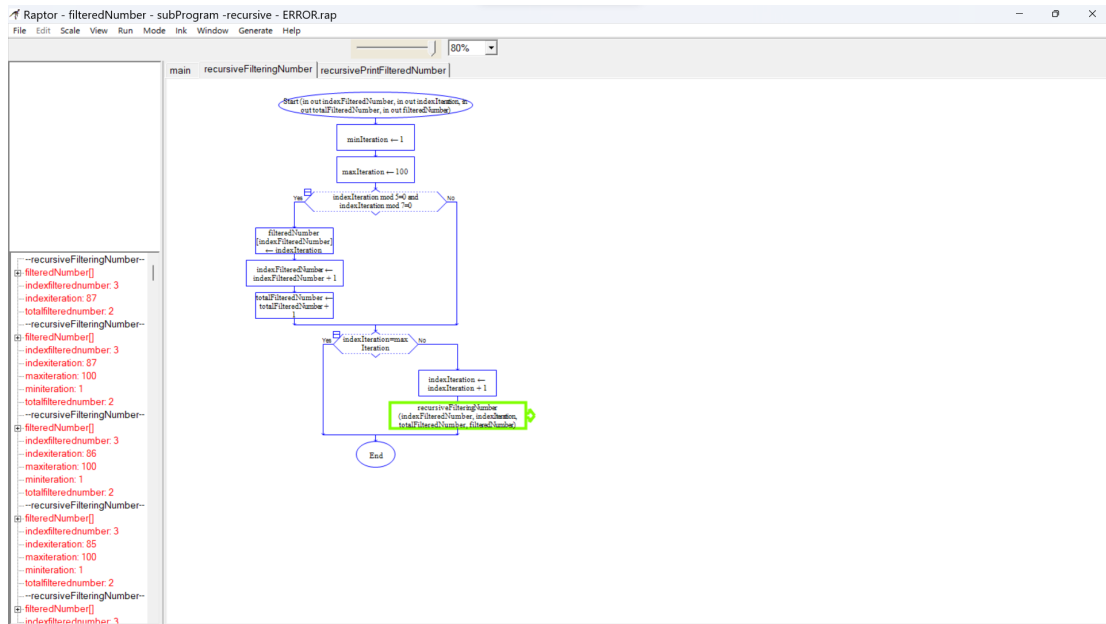 Raptor - filteredNumber - subProgram -recursive - ERROR.rap
File Edit Scale View Run Mode Ink Window Generate Help
80%
main recursiveFilteringNumber recursivePrintFilteredNumber
Start (in out indexFilteredNumber, in out indexIteration, in
out totalFilteredNumber, in out filteredNumber)
minIteration ← 1
maxIteration ← 100
Yes
indexIteration mod 5=0 and
indexIteration mod 7=0
No
filteredNumber
[indexFilteredNumber]
← indexIteration
indexFilteredNumber ←
indexFilteredNumber + 1
totalFilteredNumber ←
totalFilteredNumber +
1
Yes
indexIteration=max
Iteration
No
indexIteration ←
indexIteration + 1
recursiveFilteringNumber
(indexFilteredNumber, indexIteration,
totalFilteredNumber, filteredNumber)
End
--recursiveFilteringNumber--
filteredNumber[]
indexfilterednumber: 3
indexiteration: 87
totalfilterednumber: 2
--recursiveFilteringNumber--
filteredNumber[]
indexfilterednumber: 3
indexiteration: 87
maxiteration: 100
miniteration: 1
totalfilterednumber: 2
--recursiveFilteringNumber--
filteredNumber[]
indexfilterednumber: 3
indexiteration: 86
maxiteration: 100
miniteration: 1
totalfilterednumber: 2
--recursiveFilteringNumber--
filteredNumber[]
indexfilterednumber: 3
indexiteration: 85
maxiteration: 100
miniteration: 1
totalfilterednumber: 2
--recursiveFilteringNumber--
filteredNumber[]
indexfilterednumber: 3